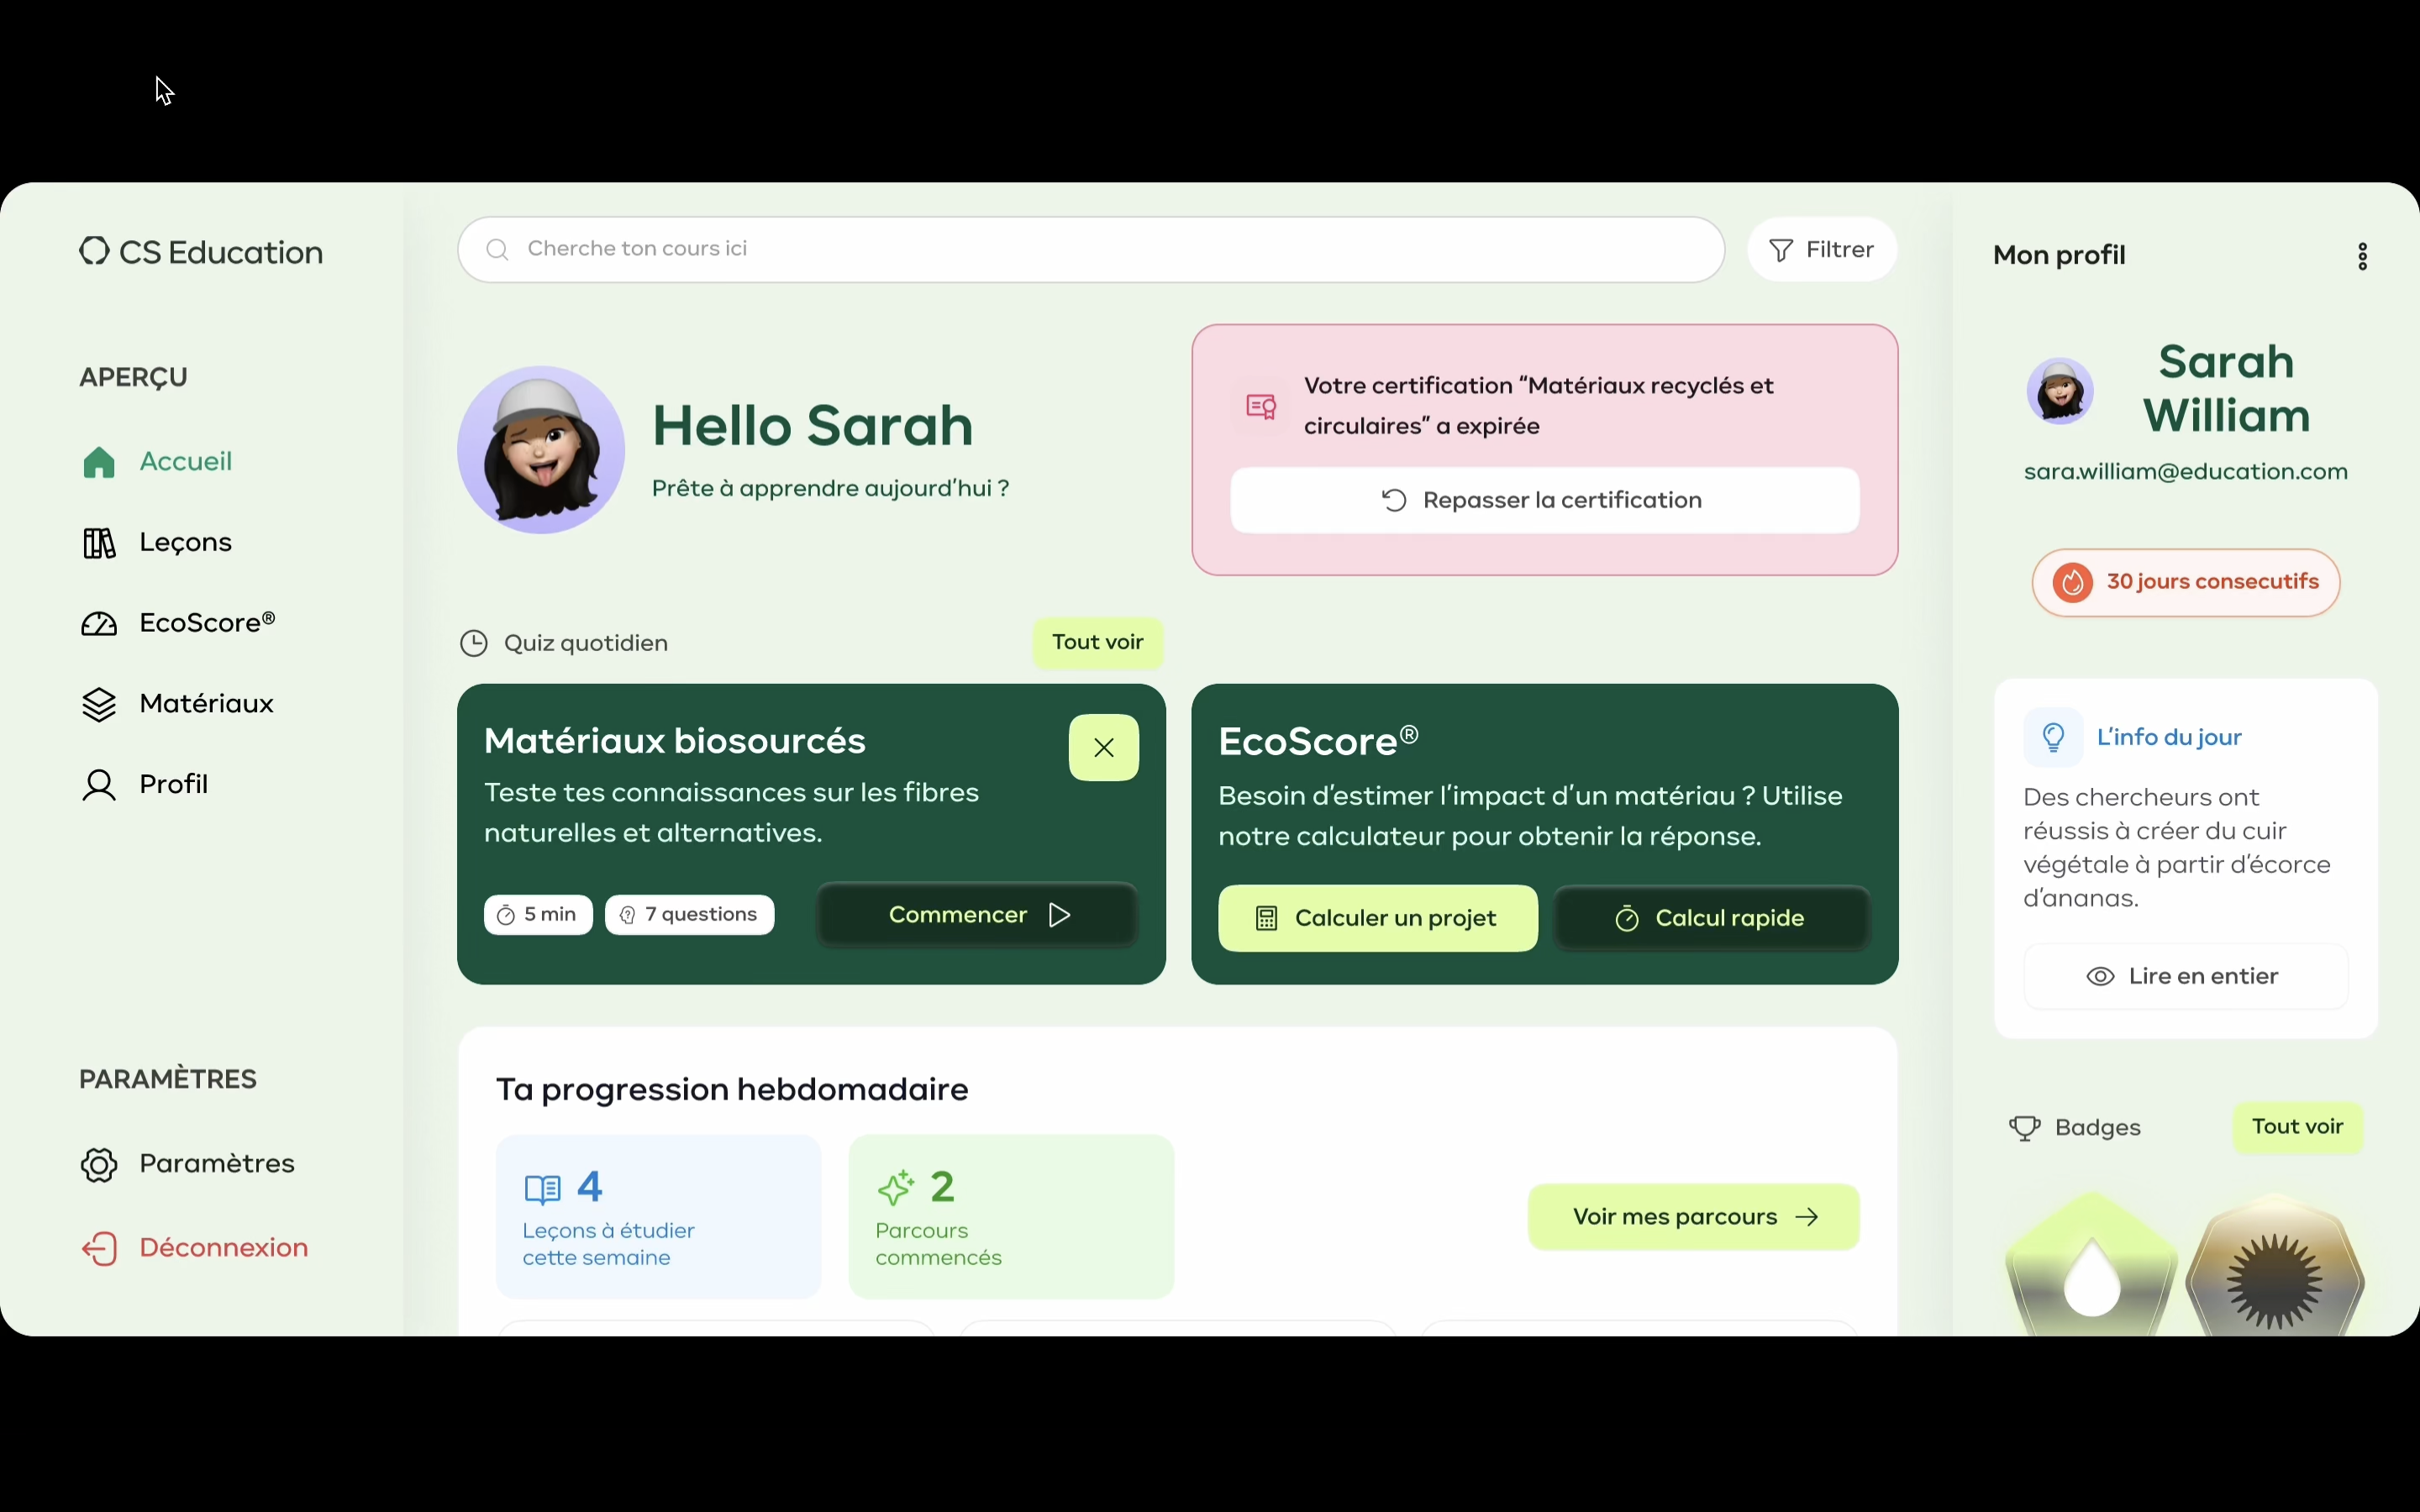 CS Education
APERÇU
Accueil
Leçons
EcoScore®
Matériaux
Profil
PARAMÈTRES
Paramètres
Déconnexion
Cherche ton cours ici
Filtrer
Hello Sarah
Prête à apprendre aujourd’hui ?
Votre certification “Matériaux recyclés et
circulaires” a expirée
Repasser la certification
Quiz quotidien
Tout voir
Matériaux biosourcés
Teste tes connaissances sur les fibres
naturelles et alternatives.
5 min
7 questions
Commencer
EcoScore®
Besoin d’estimer l’impact d’un matériau ? Utilise
notre calculateur pour obtenir la réponse.
Calculer un projet
Calcul rapide
Ta progression hebdomadaire
4
Leçons à étudier
cette semaine
2
Parcours
commencés
Voir mes parcours
Mon profil
Sarah
William
sara.william@education.com
30 jours consecutifs
L’info du jour
Des chercheurs ont
réussis à créer du cuir
végétale à partir d’écorce
d’ananas.
Lire en entier
Badges
Tout voir